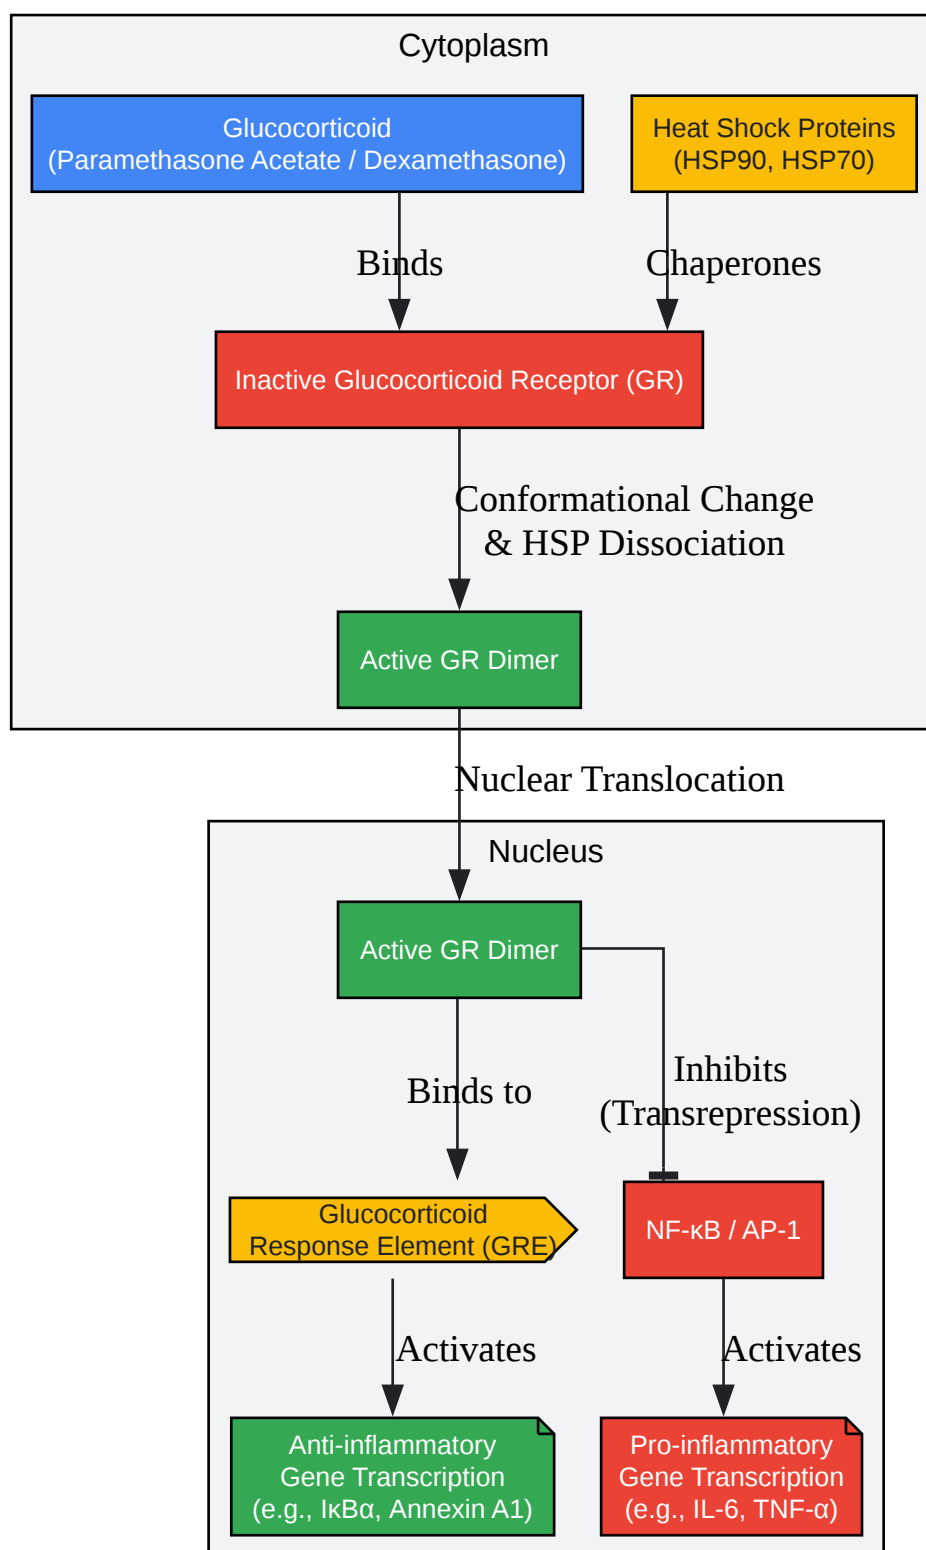 Cytoplasm
Glucocorticoid
(Paramethasone Acetate / Dexamethasone)
Heat Shock Proteins
(HSP90, HSP70)
Binds
Chaperones
Inactive Glucocorticoid Receptor (GR)
Conformational Change
& HSP Dissociation
Active GR Dimer
Nuclear Translocation
Nucleus
Active GR Dimer
Binds to
Inhibits
(Transrepression)
Glucocorticoid
Response Element (GRE)
NF-κB / AP-1
Activates
Activates
Anti-inflammatory
Gene Transcription
(e.g., IκBα, Annexin A1)
Pro-inflammatory
Gene Transcription
(e.g., IL-6, TNF-α)